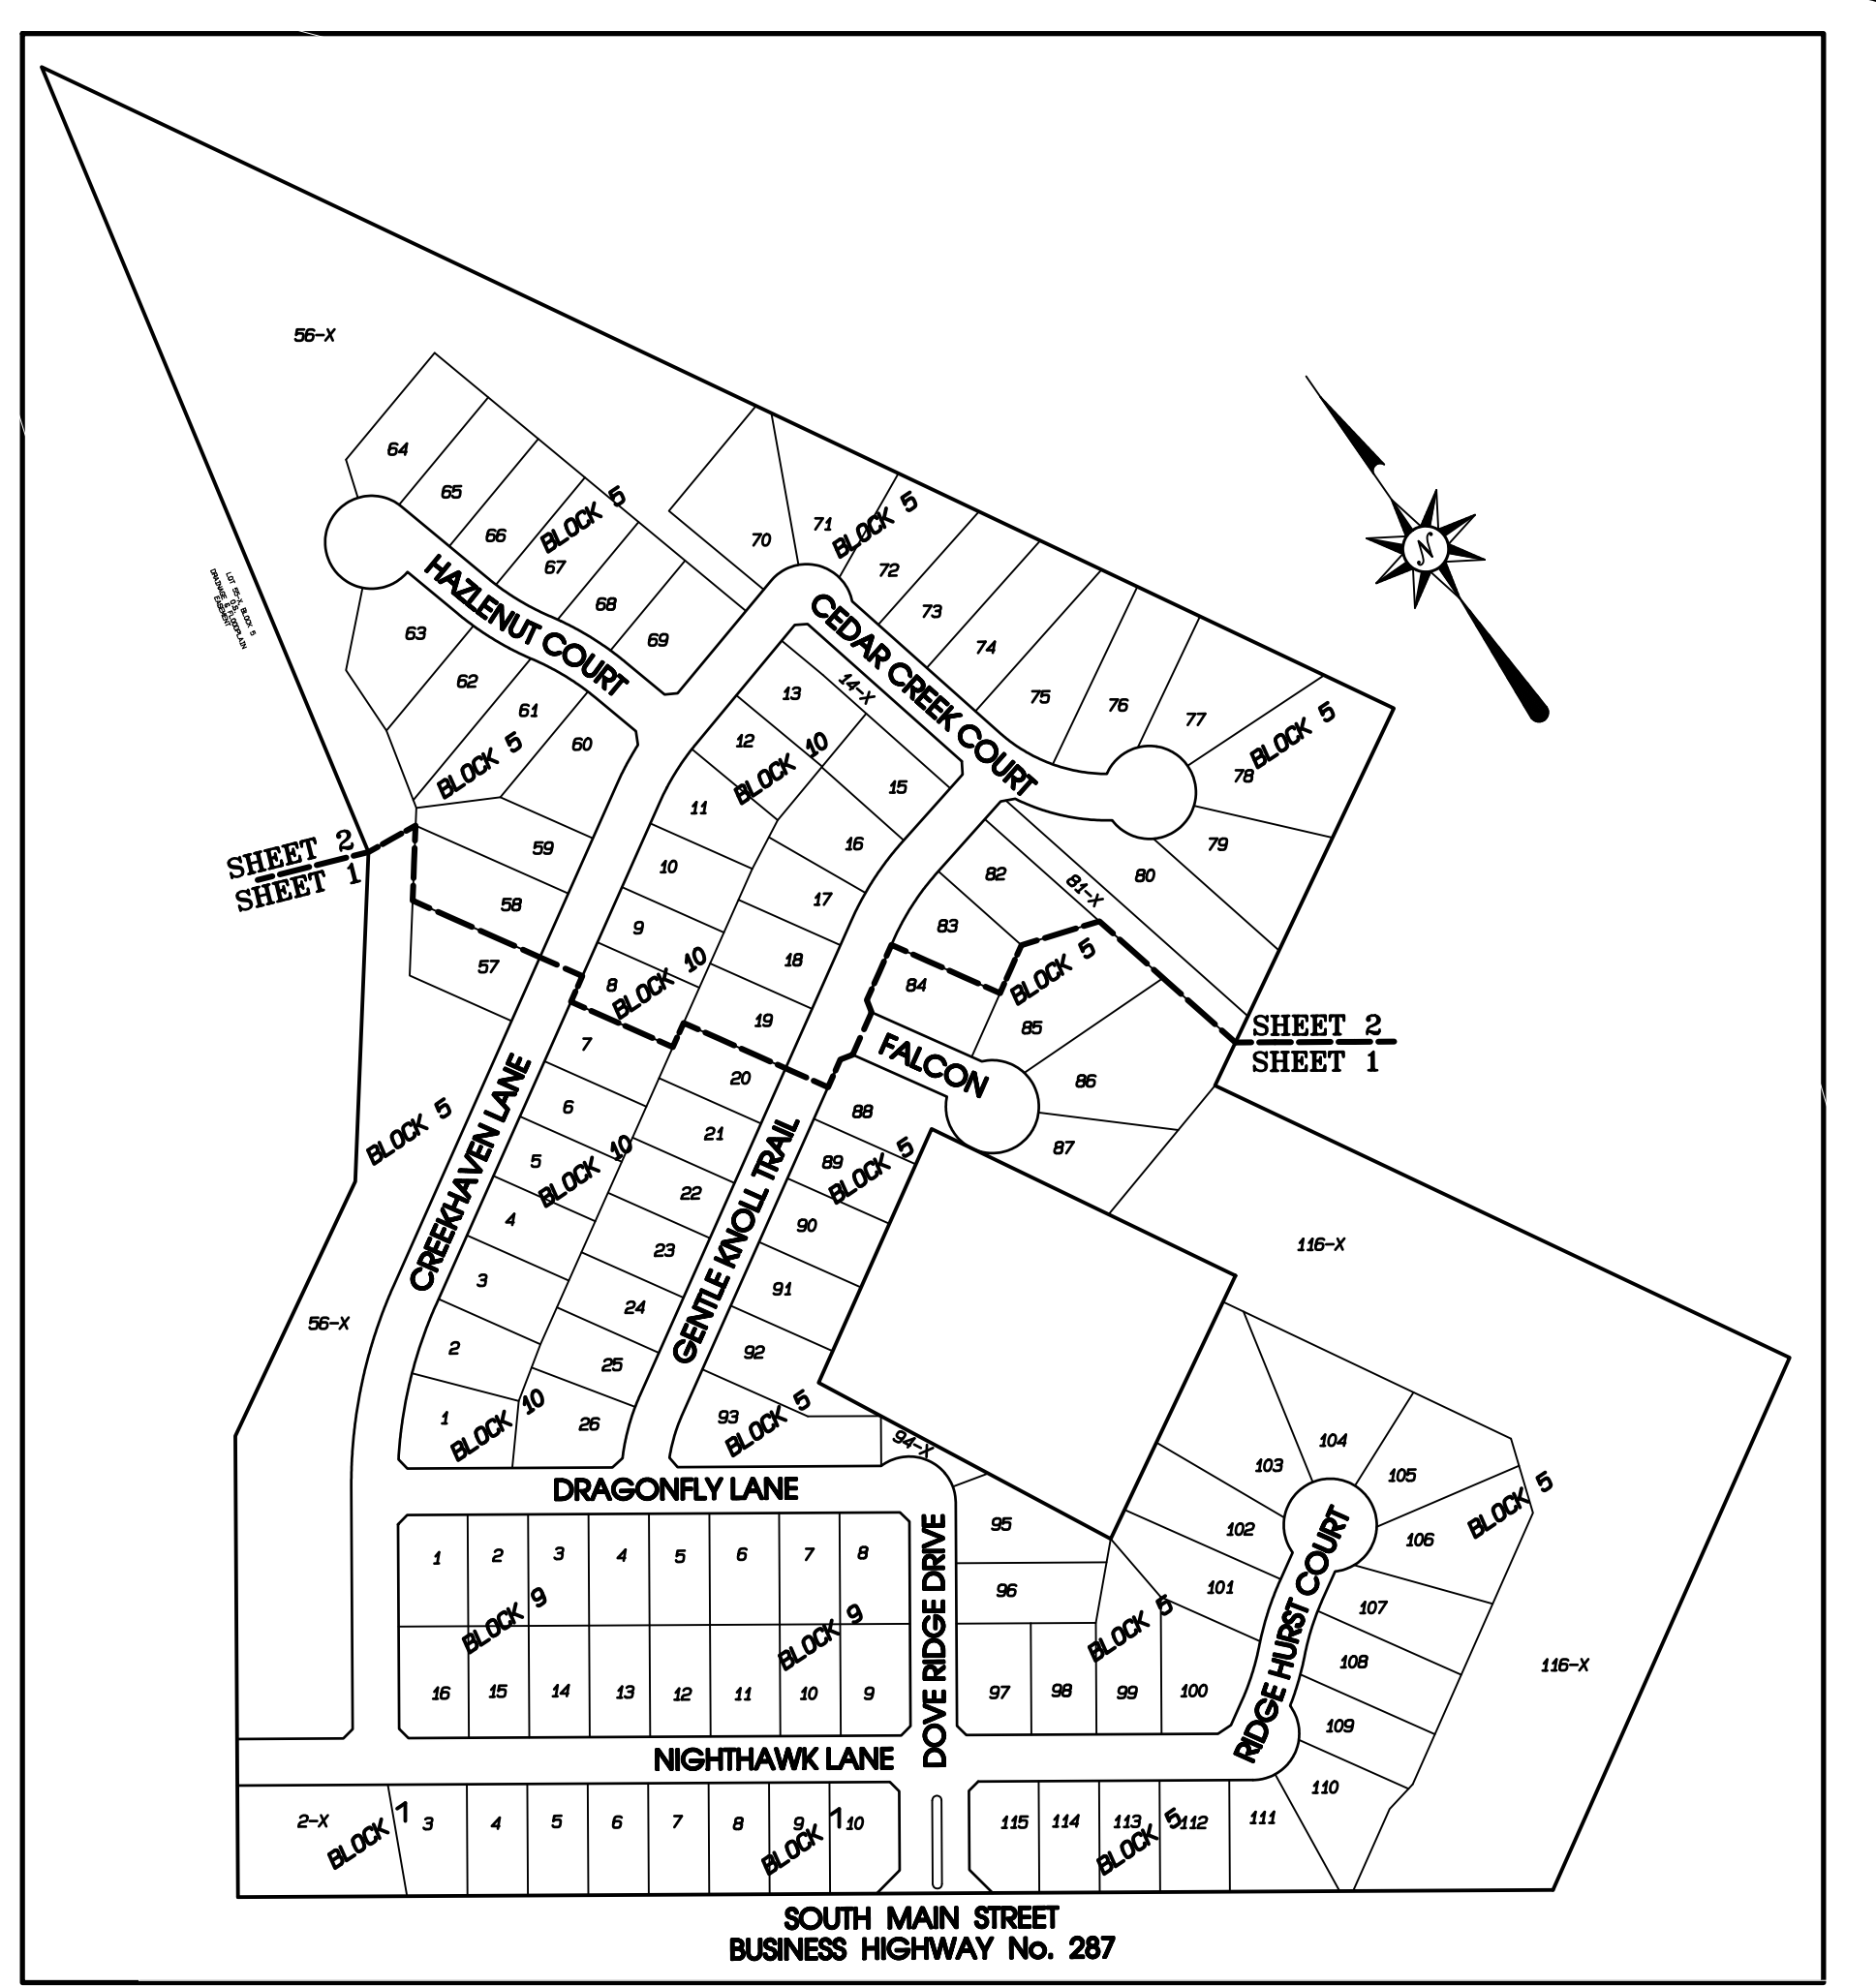 56-X
64
65
66
BLOCK 5
67
68
69
70
71
BLOCK 5
72
73
74
75
76
77
BLOCK 5
78
79
80
N
HAZLENUT COURT
CEDAR CREEK COURT
LOT 55-X, BLOCK 5
O.S.
DRAINAGE & FLOODPLAIN
EASEMENT
63
62
61
60
BLOCK 5
59
58
57
13
14-X
12
BLOCK 10
15
11
16
10
17
9
18
8
BLOCK 10
19
82
81-X
83
84
BLOCK 5
85
86
87
FALCON
SHEET 2
SHEET 1
SHEET 2
SHEET 1
7
20
6
21
5
BLOCK 10
22
4
23
3
24
2
25
1
BLOCK 10
26
BLOCK 5
CREEKHAVEN LANE
GENTLE KNOLL TRAIL
56-X
88
89
BLOCK 5
90
91
92
93
BLOCK 5
94-X
116-X
103
104
105
BLOCK 5
102
106
101
107
108
109
110
116-X
RIDGE HURST COURT
DRAGONFLY LANE
DOVE RIDGE DRIVE
95
96
BLOCK 5
97
98
99
100
1
2
3
4
5
6
7
8
BLOCK 9
BLOCK 9
16
15
14
13
12
11
10
9
NIGHTHAWK LANE
2-X
BLOCK 1
3
4
5
6
7
8
9
BLOCK 1
10
115
114
113
BLOCK 5
112
111
SOUTH MAIN STREET
BUSINESS HIGHWAY No. 287